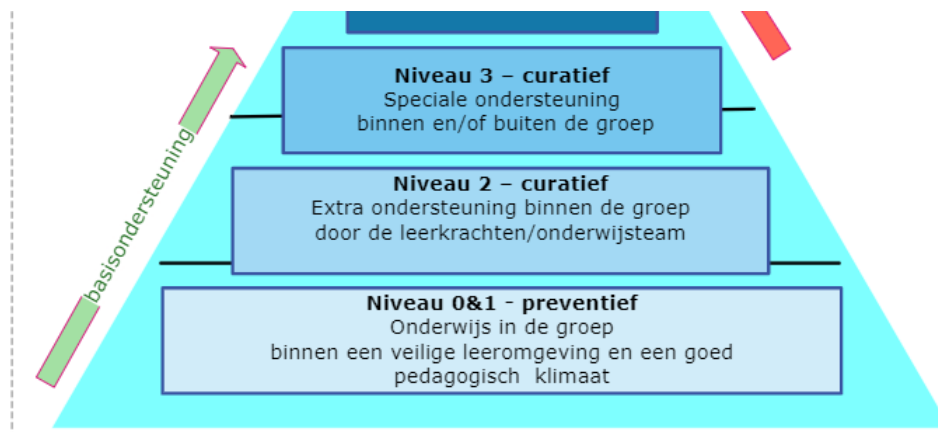 Niveau 3 – curatief
Speciale ondersteuning
binnen en/of buiten de groep
Niveau 2 – curatief
Extra ondersteuning binnen de groep
door de leerkrachten/onderwijsteam
basisondersteuning
Niveau 0&1 - preventief
Onderwijs in de groep
binnen een veilige leeromgeving en een goed
pedagogisch klimaat